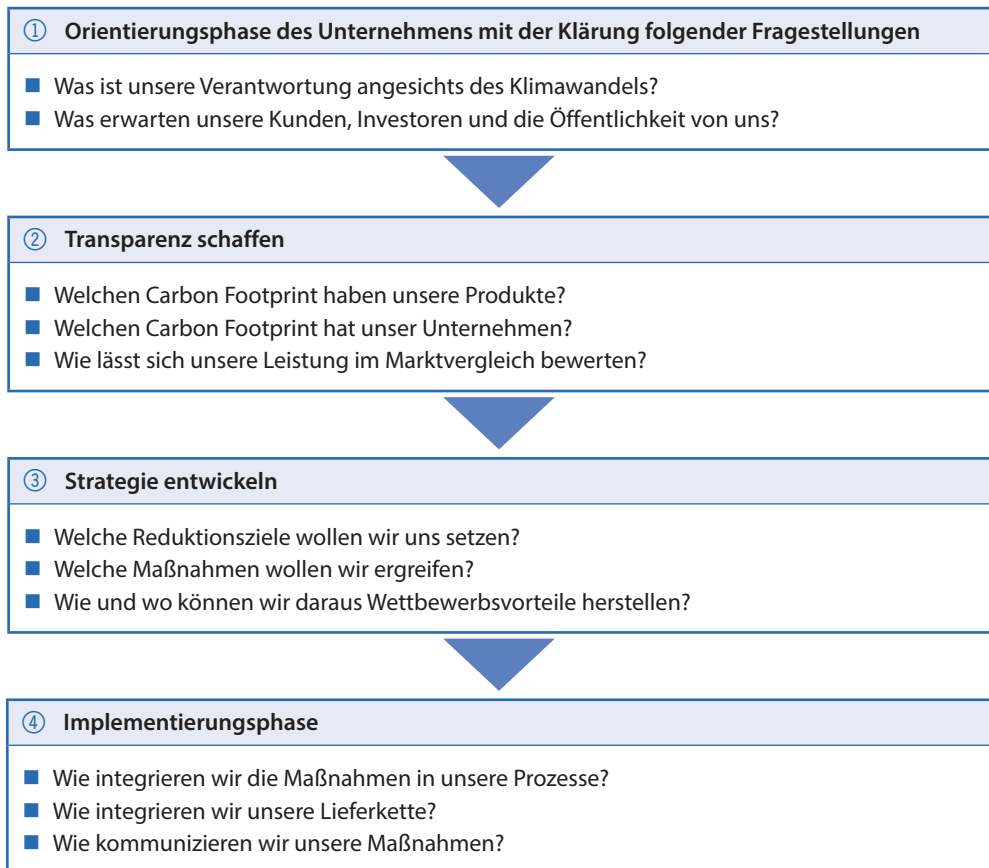 ① Orientierungsphase des Unternehmens mit der Klärung folgender Fragestellungen
■ Was ist unsere Verantwortung angesichts des Klimawandels?
■ Was erwarten unsere Kunden, Investoren und die Öffentlichkeit von uns?
② Transparenz schaffen
■ Welchen Carbon Footprint haben unsere Produkte?
■ Welchen Carbon Footprint hat unser Unternehmen?
■ Wie lässt sich unsere Leistung im Marktvergleich bewerten?
③ Strategie entwickeln
■ Welche Reduktionsziele wollen wir uns setzen?
■ Welche Maßnahmen wollen wir ergreifen?
■ Wie und wo können wir daraus Wettbewerbsvorteile herstellen?
④ Implementierungsphase
■ Wie integrieren wir die Maßnahmen in unsere Prozesse?
■ Wie integrieren wir unsere Lieferkette?
■ Wie kommunizieren wir unsere Maßnahmen?